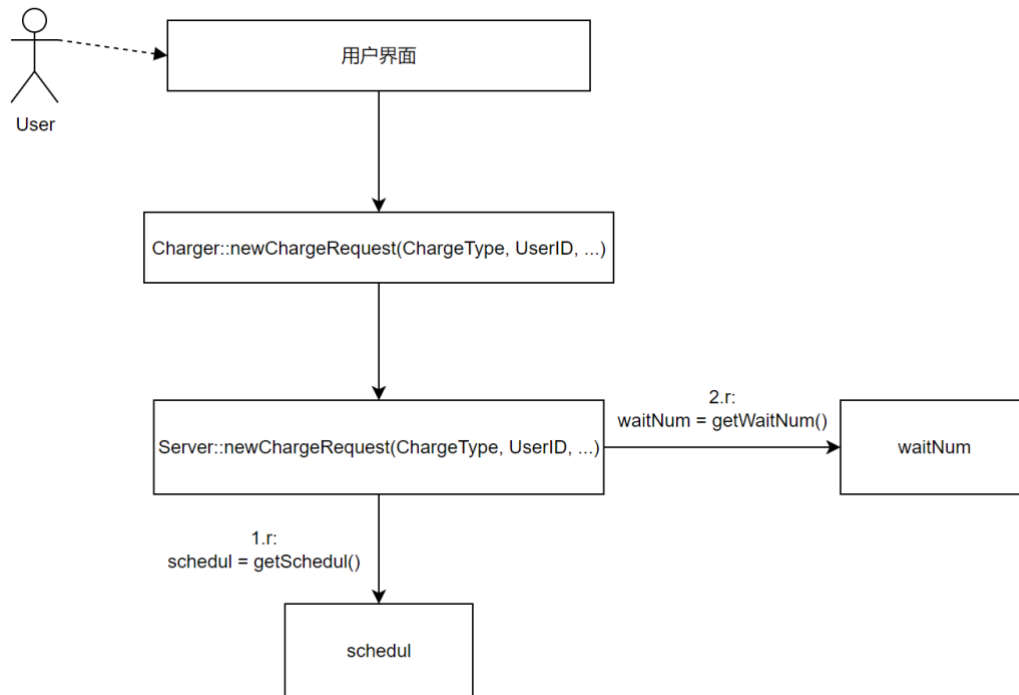 用户界面
User
Charger::newChargeRequest(ChargeType, UserID, ...)
Server::newChargeRequest(ChargeType, UserID, ...)
2.r:
waitNum = getWaitNum()
waitNum
1.r:
schedul = getSchedul()
schedul